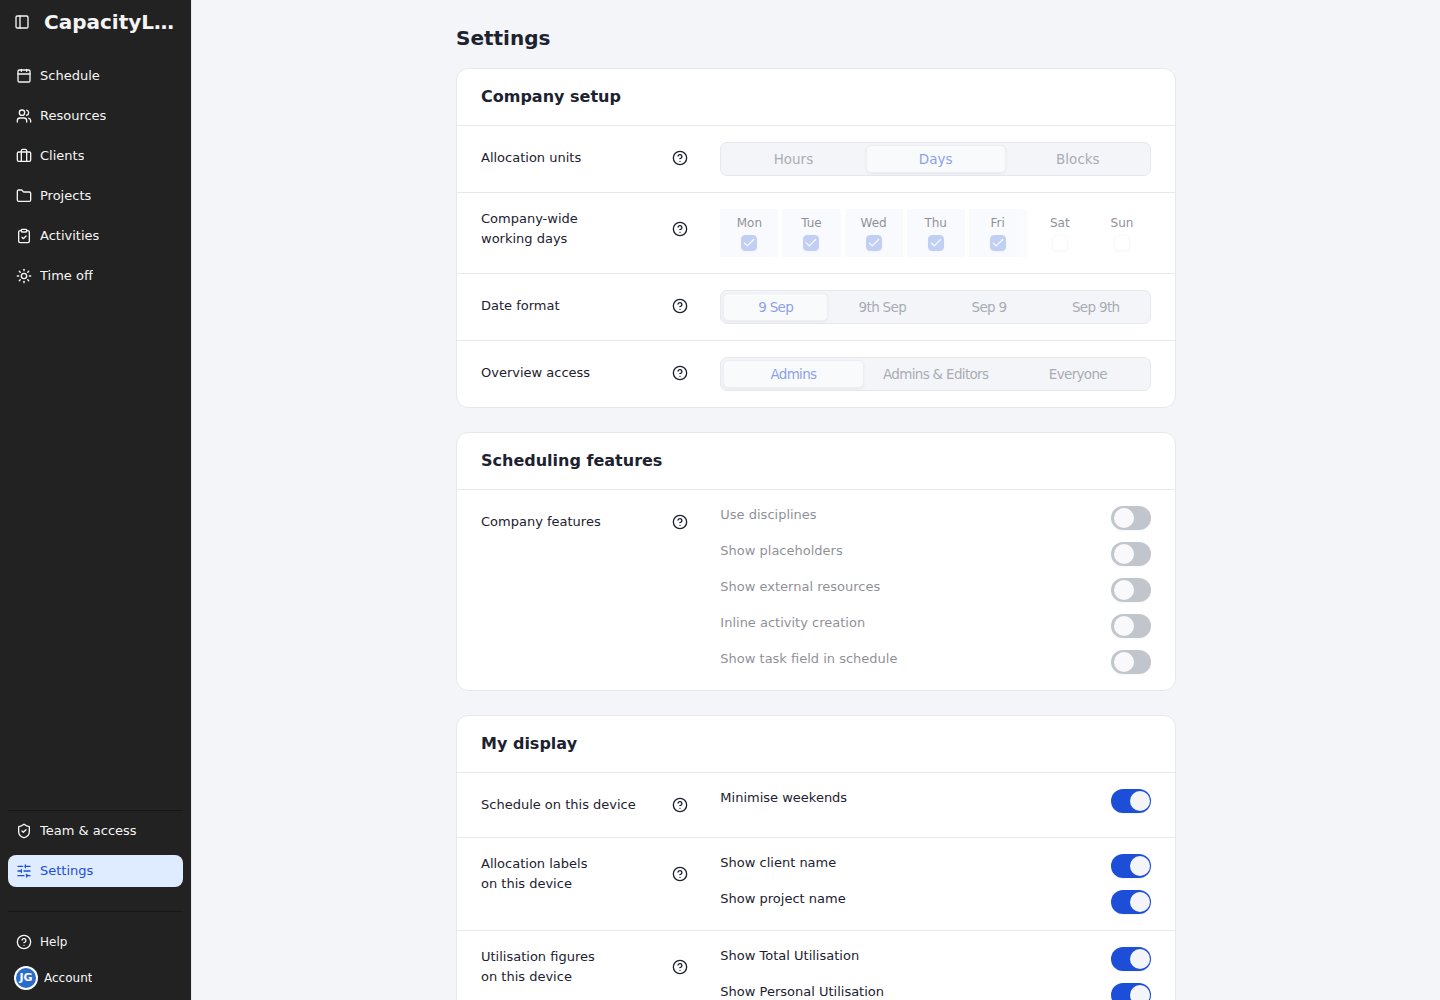 CapacityL...
Schedule
Resources
Clients
Projects
Activities
Time off
Team & access
Settings
Help
JG Account
Settings
Company setup
Allocation units
Hours Days Blocks
Company-wide
working days
Mon Tue Wed Thu Fri Sat Sun
Date format
9 Sep 9th Sep Sep 9 Sep 9th
Overview access
Admins Admins & Editors Everyone
Scheduling features
Company features
Use disciplines
Show placeholders
Show external resources
Inline activity creation
Show task field in schedule
My display
Schedule on this device
Minimise weekends
Allocation labels
on this device
Show client name
Show project name
Utilisation figures
on this device
Show Total Utilisation
Show Personal Utilisation